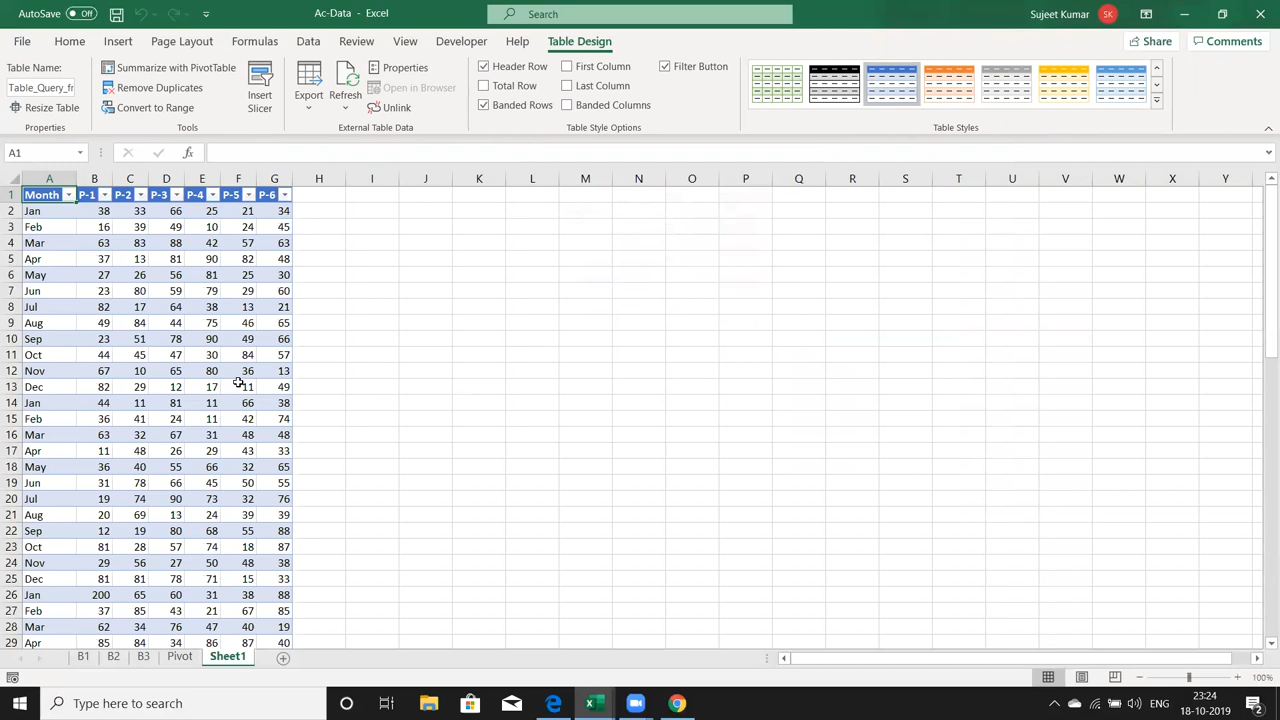 AutoSave Off Ac-Data - Excel Search Sujeet Kumar SK
File Home Insert Page Layout Formulas Data Review View Developer Help Table Design Share Comments
Table Name: Summarize with PivotTable Properties Header Row First Column Filter Button
Table_Query Remove Duplicates Open in Browser Total Row Last Column
Resize Table Convert to Range Insert Slicer Export Refresh Unlink Banded Rows Banded Columns
Properties Tools External Table Data Table Style Options Table Styles
A1 fx
A B C D E F G H I J K L M N O P Q R S T U V W X Y
1 Month P-1 P-2 P-3 P-4 P-5 P-6
2 Jan 38 33 66 25 21 34
3 Feb 16 39 49 10 24 45
4 Mar 63 83 88 42 57 63
5 Apr 37 13 81 90 82 48
6 May 27 26 56 81 25 30
7 Jun 23 80 59 79 29 60
8 Jul 82 17 64 38 13 21
9 Aug 49 84 44 75 46 65
10 Sep 23 51 78 90 49 66
11 Oct 44 45 47 30 84 57
12 Nov 67 10 65 80 36 13
13 Dec 82 29 12 17 11 49
14 Jan 44 11 81 11 66 38
15 Feb 36 41 24 11 42 74
16 Mar 63 32 67 31 48 48
17 Apr 11 48 26 29 43 33
18 May 36 40 55 66 32 65
19 Jun 31 78 66 45 50 55
20 Jul 19 74 90 73 32 76
21 Aug 20 69 13 24 39 39
22 Sep 12 19 80 68 55 88
23 Oct 81 28 57 74 18 87
24 Nov 29 56 27 50 48 38
25 Dec 81 81 78 71 15 33
26 Jan 200 65 60 31 38 88
27 Feb 37 85 43 21 67 85
28 Mar 62 34 76 47 40 19
29 Apr 85 84 34 86 87 40
B1 B2 B3 Pivot Sheet1
100%
Type here to search ENG 23:24
18-10-2019